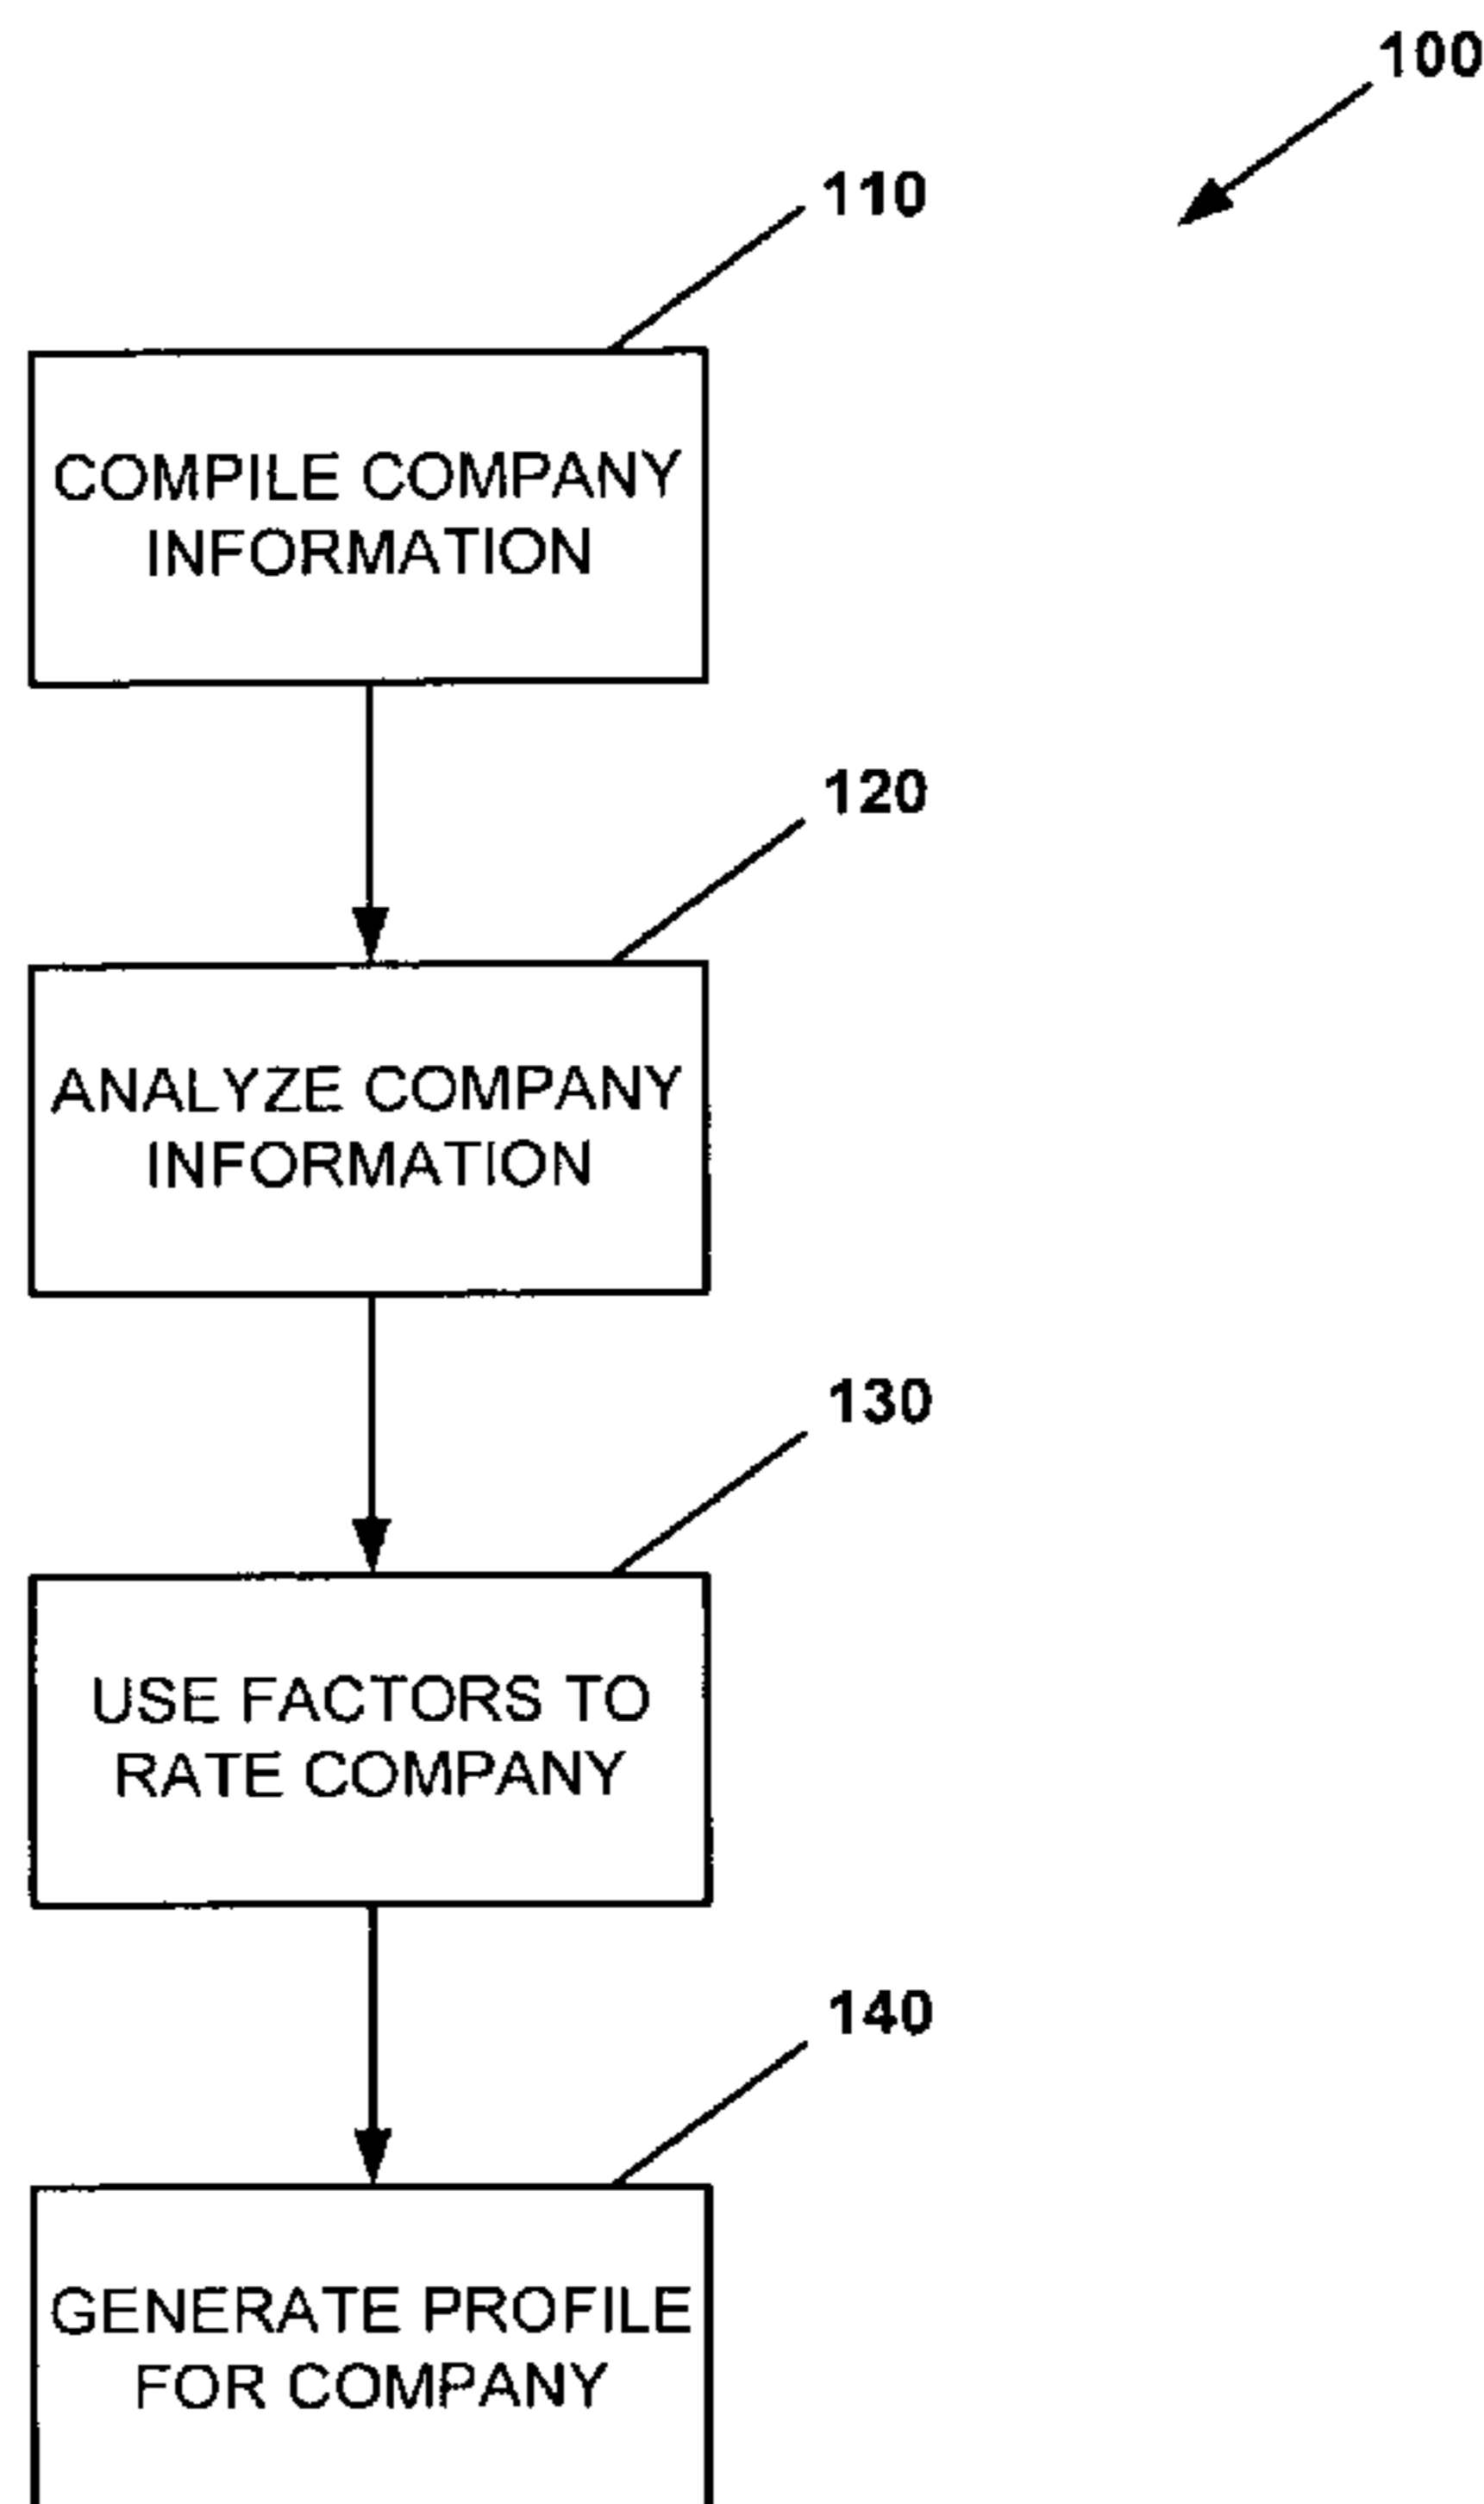 100
110
COMPILE COMPANY
INFORMATION
120
ANALYZE COMPANY
INFORMATION
130
USE FACTORS TO
RATE COMPANY
140
GENERATE PROFILE
FOR COMPANY